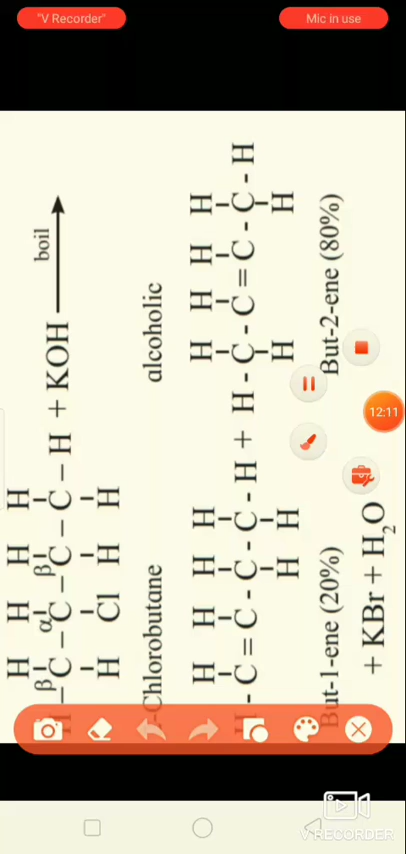 "V Recorder"
Mic in use
H H H H
β α β boil
H – C – C – C – C – H + KOH
H Cl H H
-Chlorobutane alcoholic
H H H H H H H H
- C = C - C - C - H + H - C - C = C - C - H
H H H H
But-1-ene (20%) But-2-ene (80%)
+ KBr + H₂O
12:11
V RECORDER